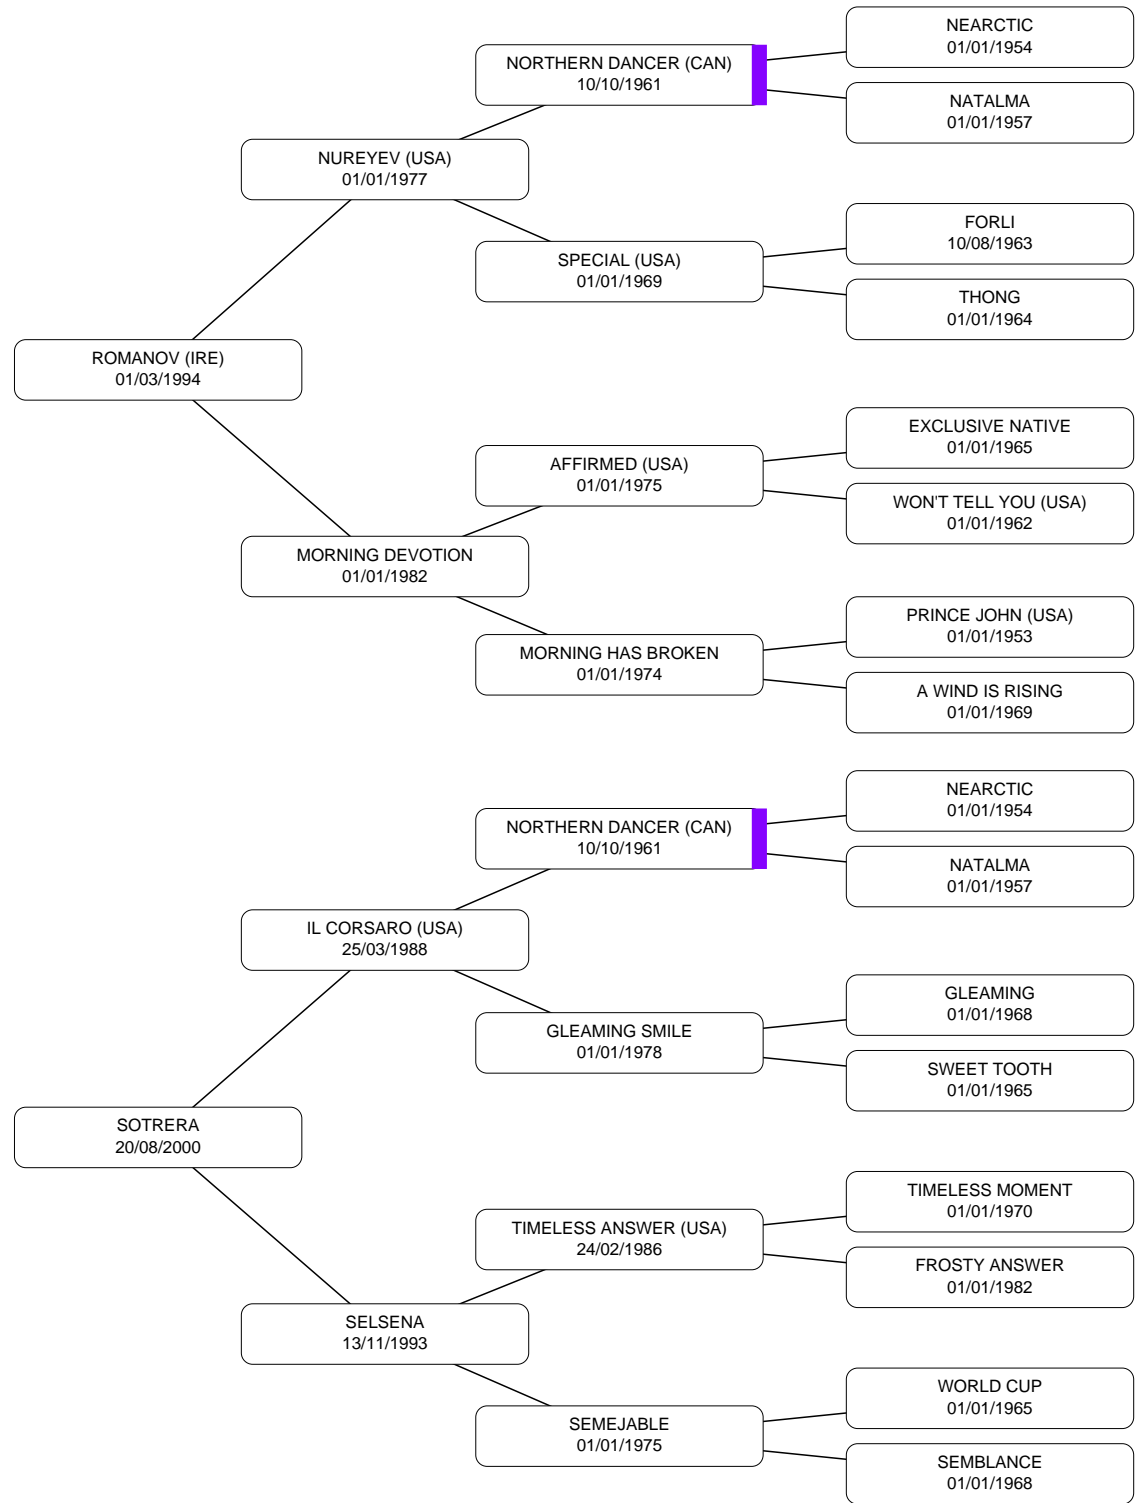 NEARCTIC
01/01/1954
NORTHERN DANCER (CAN)
10/10/1961
NATALMA
01/01/1957
NUREYEV (USA)
01/01/1977
FORLI
10/08/1963
SPECIAL (USA)
01/01/1969
THONG
01/01/1964
ROMANOV (IRE)
01/03/1994
EXCLUSIVE NATIVE
01/01/1965
AFFIRMED (USA)
01/01/1975
WON'T TELL YOU (USA)
01/01/1962
MORNING DEVOTION
01/01/1982
PRINCE JOHN (USA)
01/01/1953
MORNING HAS BROKEN
01/01/1974
A WIND IS RISING
01/01/1969
NEARCTIC
01/01/1954
NORTHERN DANCER (CAN)
10/10/1961
NATALMA
01/01/1957
IL CORSARO (USA)
25/03/1988
GLEAMING
01/01/1968
GLEAMING SMILE
01/01/1978
SWEET TOOTH
01/01/1965
SOTRERA
20/08/2000
TIMELESS MOMENT
01/01/1970
TIMELESS ANSWER (USA)
24/02/1986
FROSTY ANSWER
01/01/1982
SELSENA
13/11/1993
WORLD CUP
01/01/1965
SEMEJABLE
01/01/1975
SEMBLANCE
01/01/1968